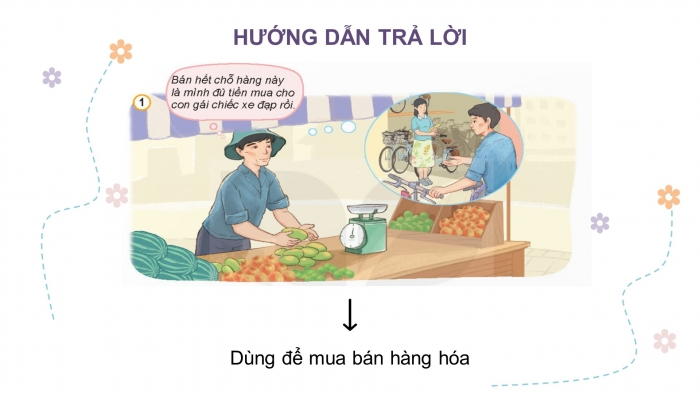 HƯỚNG DẪN TRẢ LỜI
Bán hết chỗ hàng này
là mình đủ tiền mua cho
con gái chiếc xe đạp rồi.
1
Dùng để mua bán hàng hóa